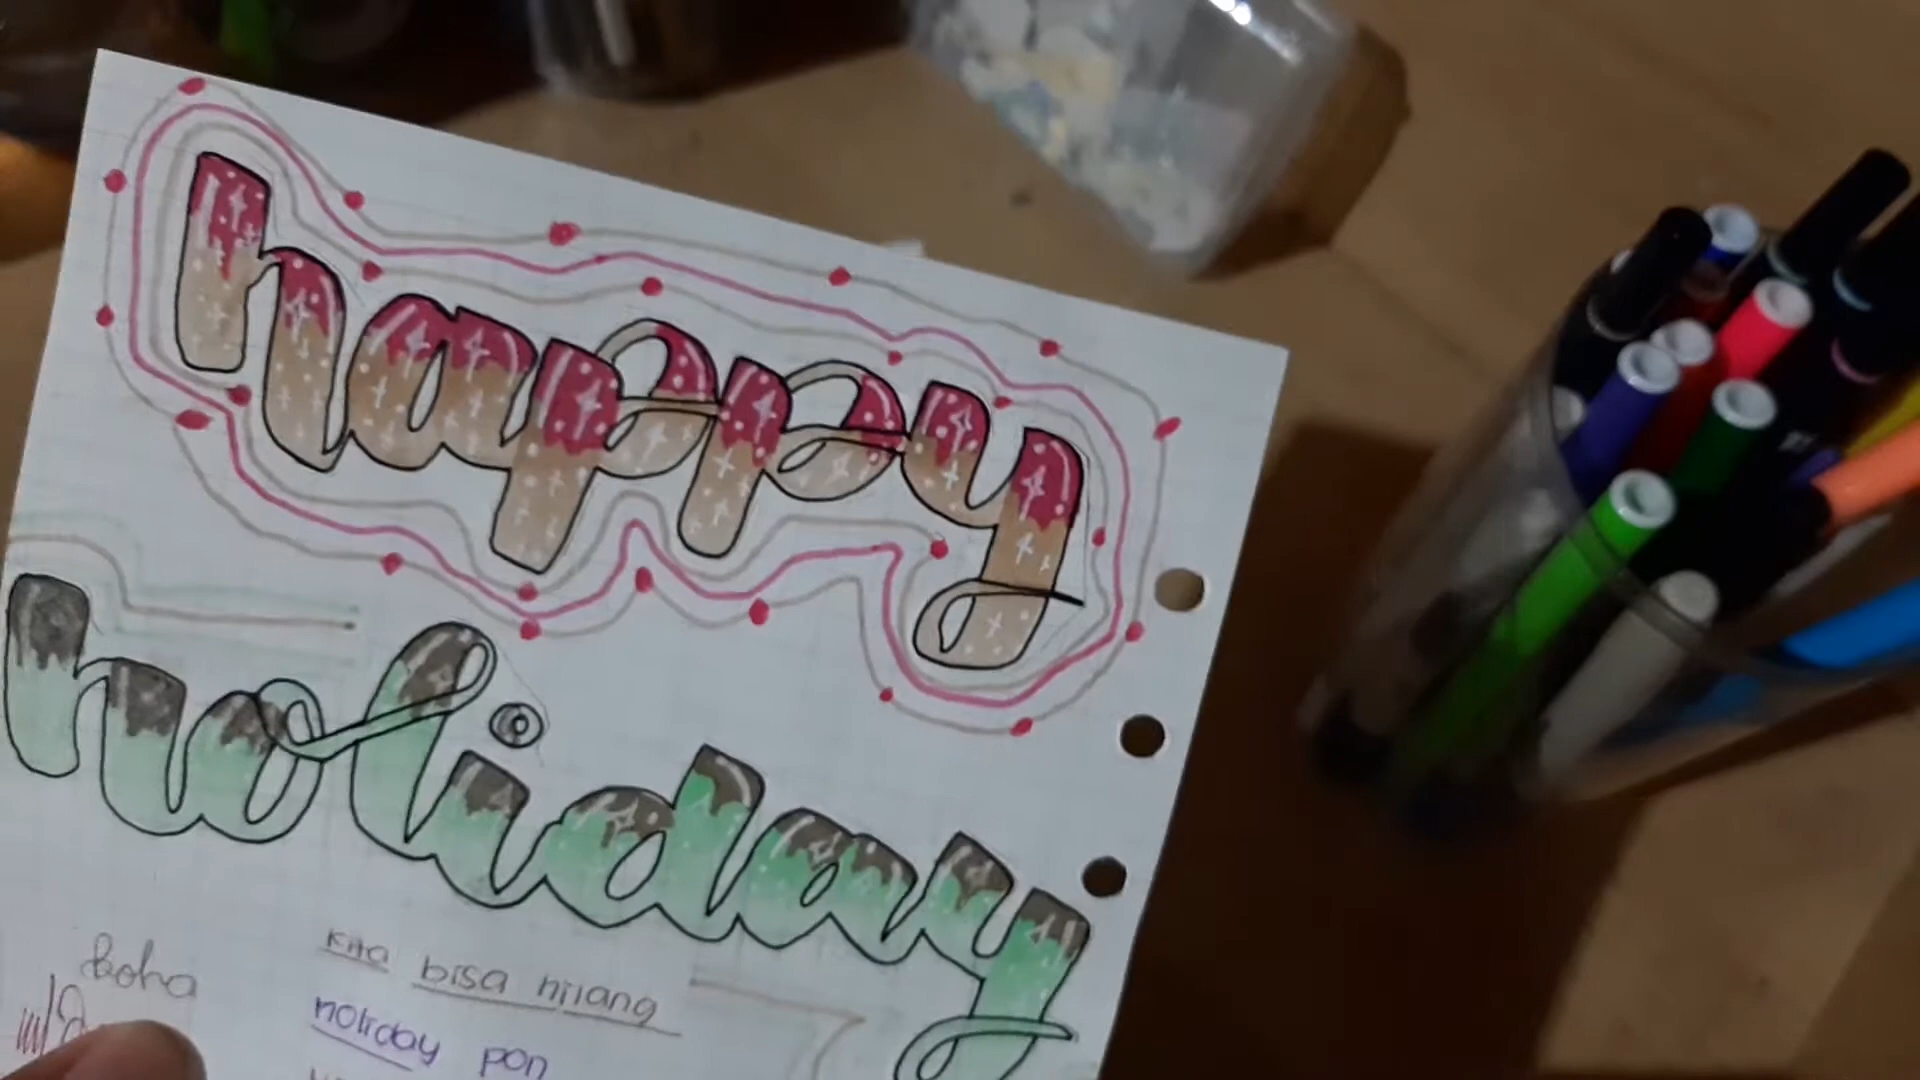 happy
holiday
kita bisa hilang
holiday pon